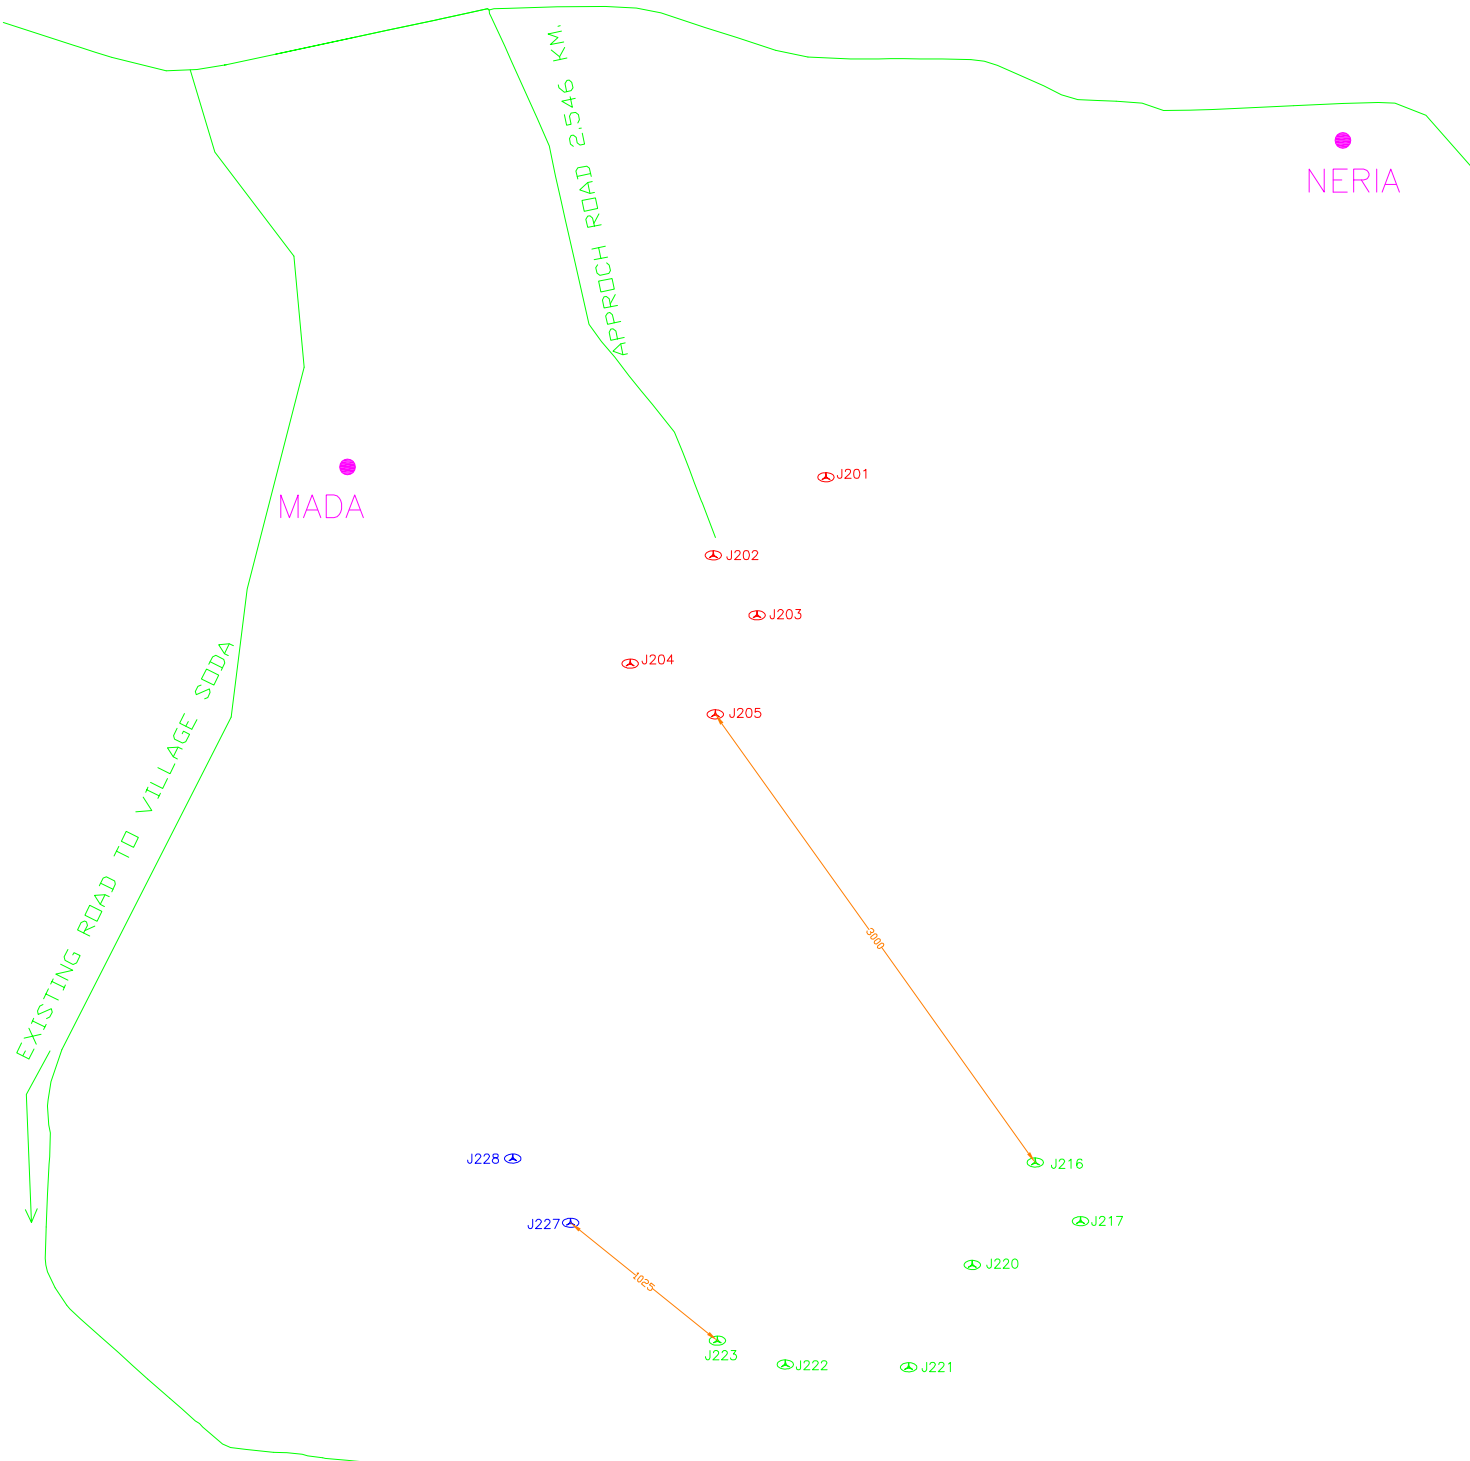 APPROCH ROAD 2.546 KM.
NERIA
MADA
J201
J202
J203
J204
J205
EXISTING ROAD TO VILLAGE SODA
3000
J228
J216
J227
J217
J220
1025
J223
J222
J221